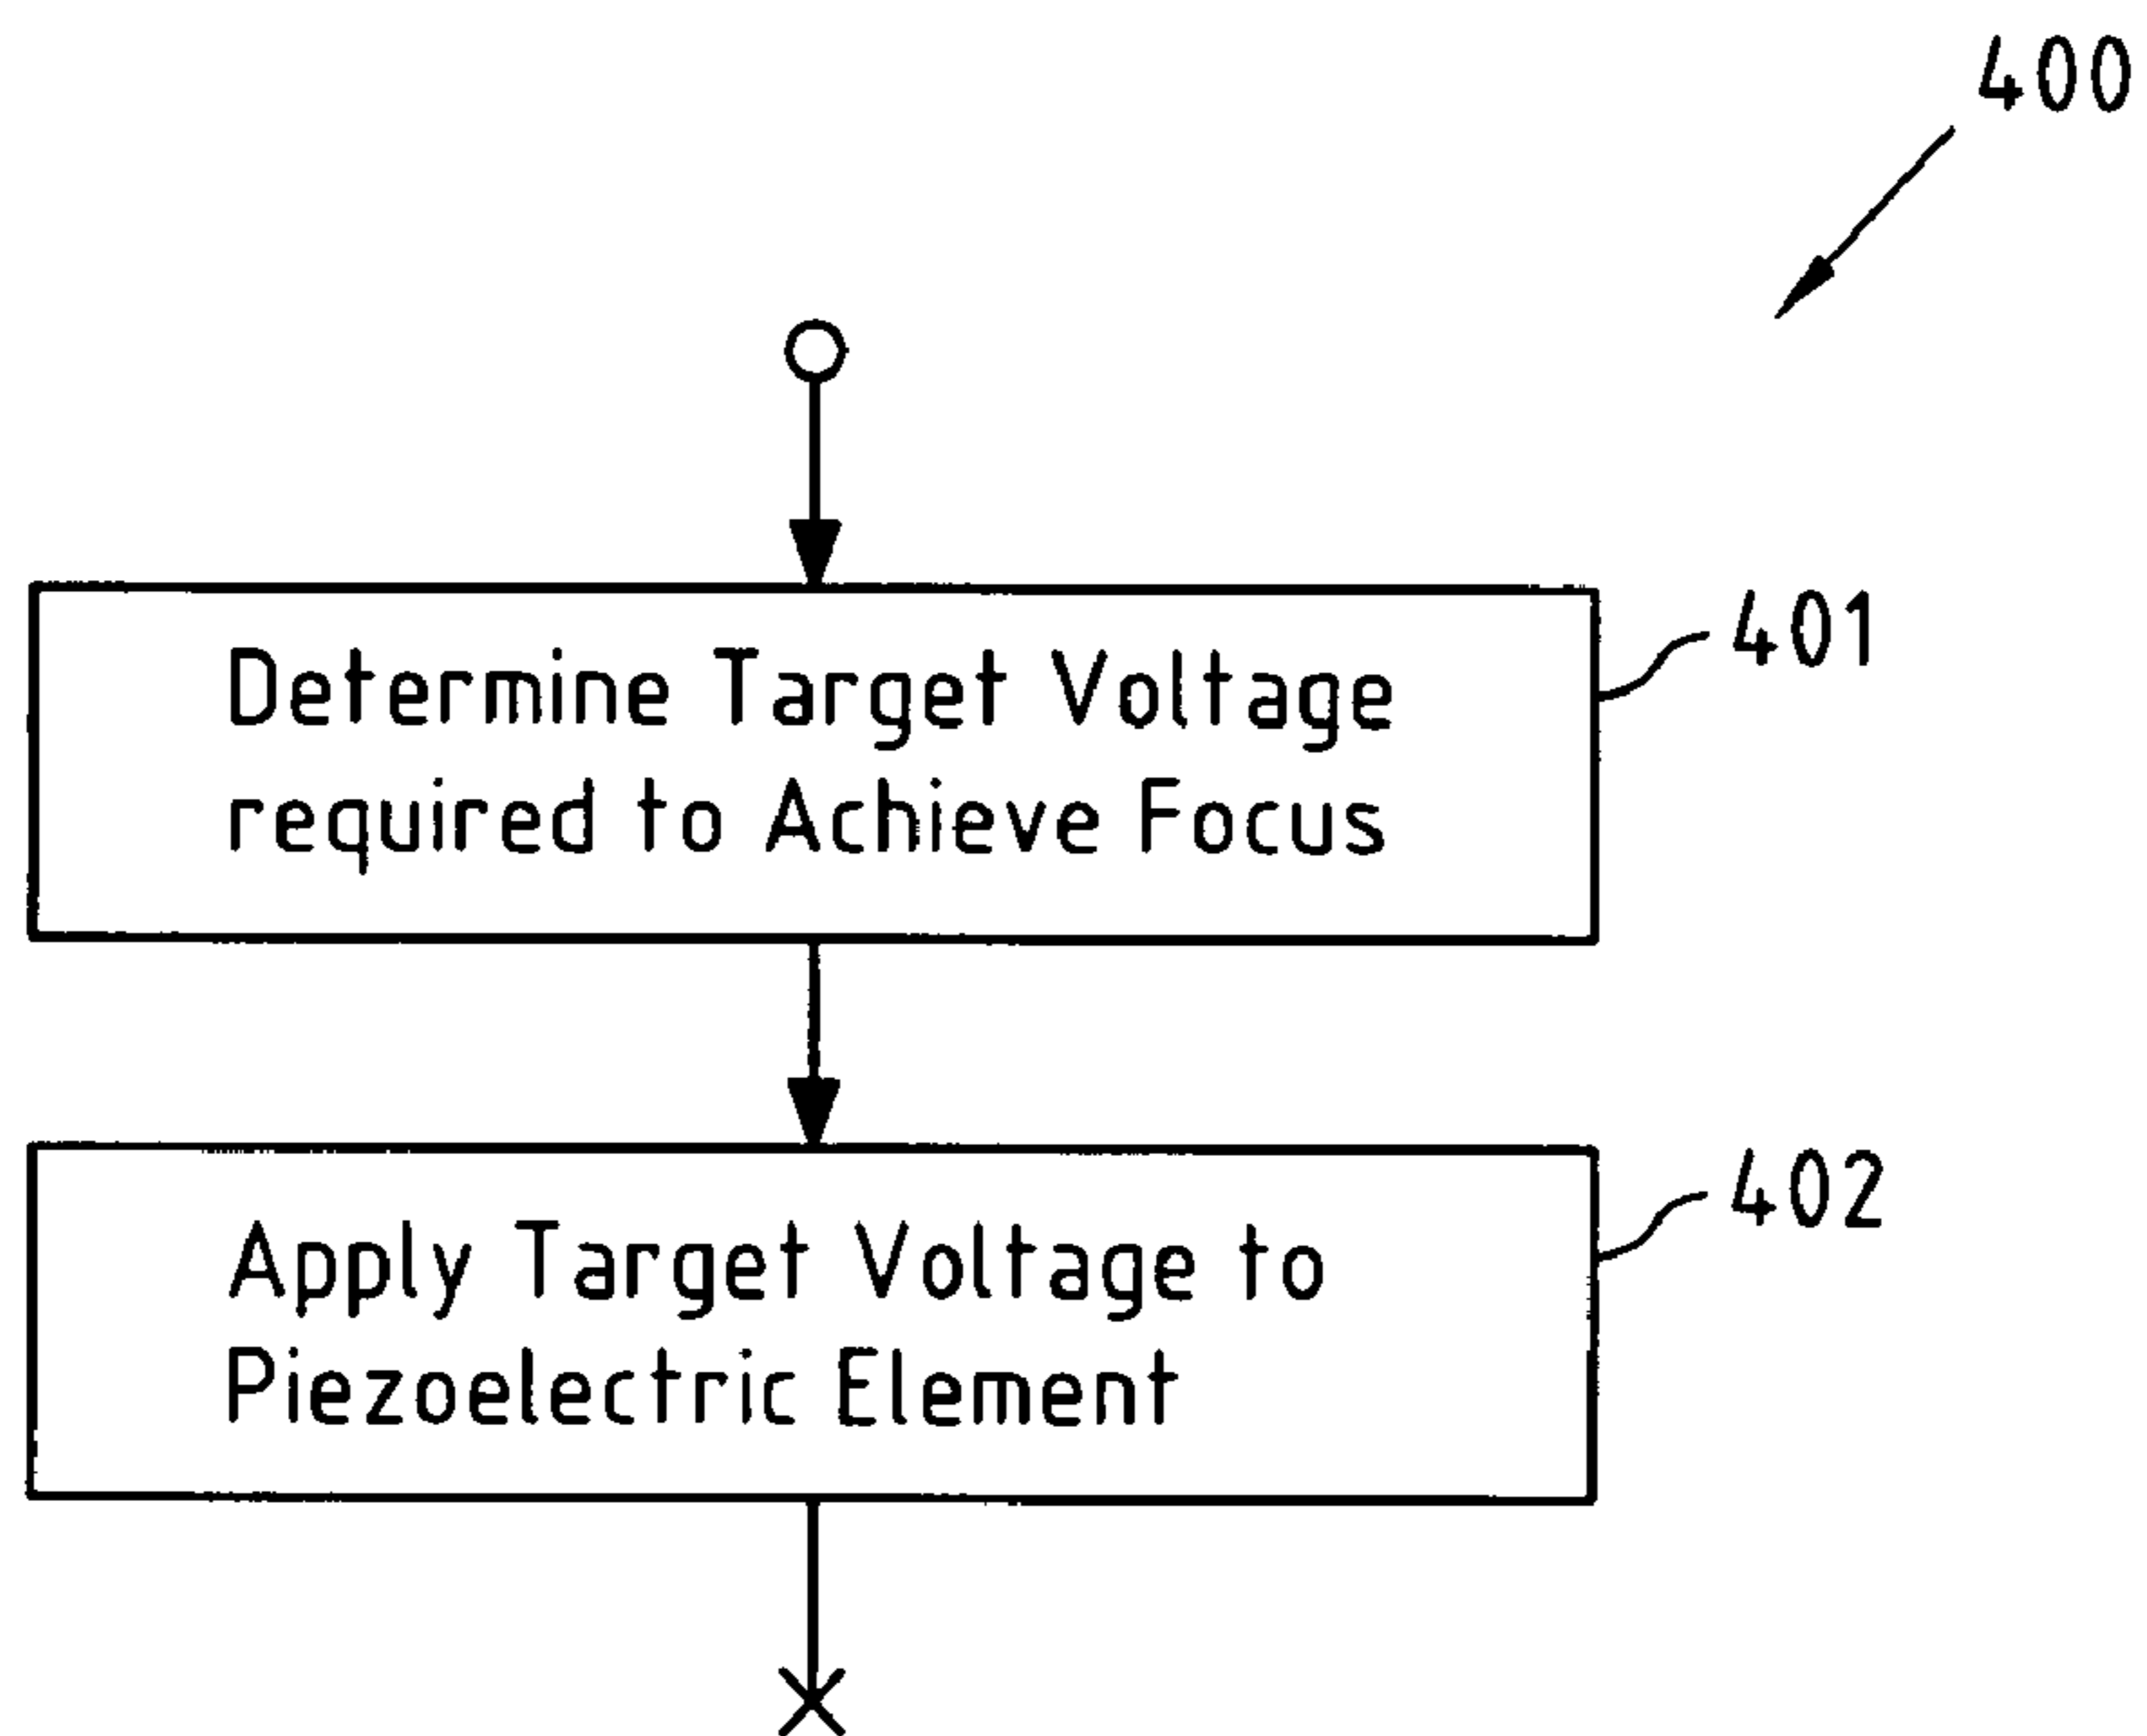 400
Determine Target Voltage
required to Achieve Focus
401
Apply Target Voltage to
Piezoelectric Element
402